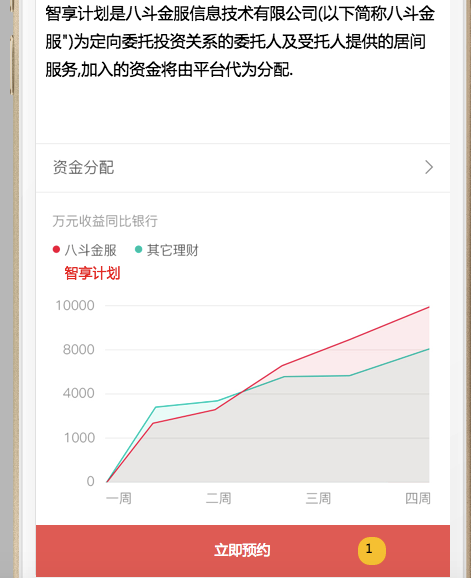 智享计划是八斗金服信息技术有限公司(以下简称八斗金
服")为定向委托投资关系的委托人及受托人提供的居间
服务,加入的资金将由平台代为分配.
资金分配
万元收益同比银行
八斗金服 其它理财
智享计划
10000
8000
4000
1000
0
一周 二周 三周 四周
立即预约 1